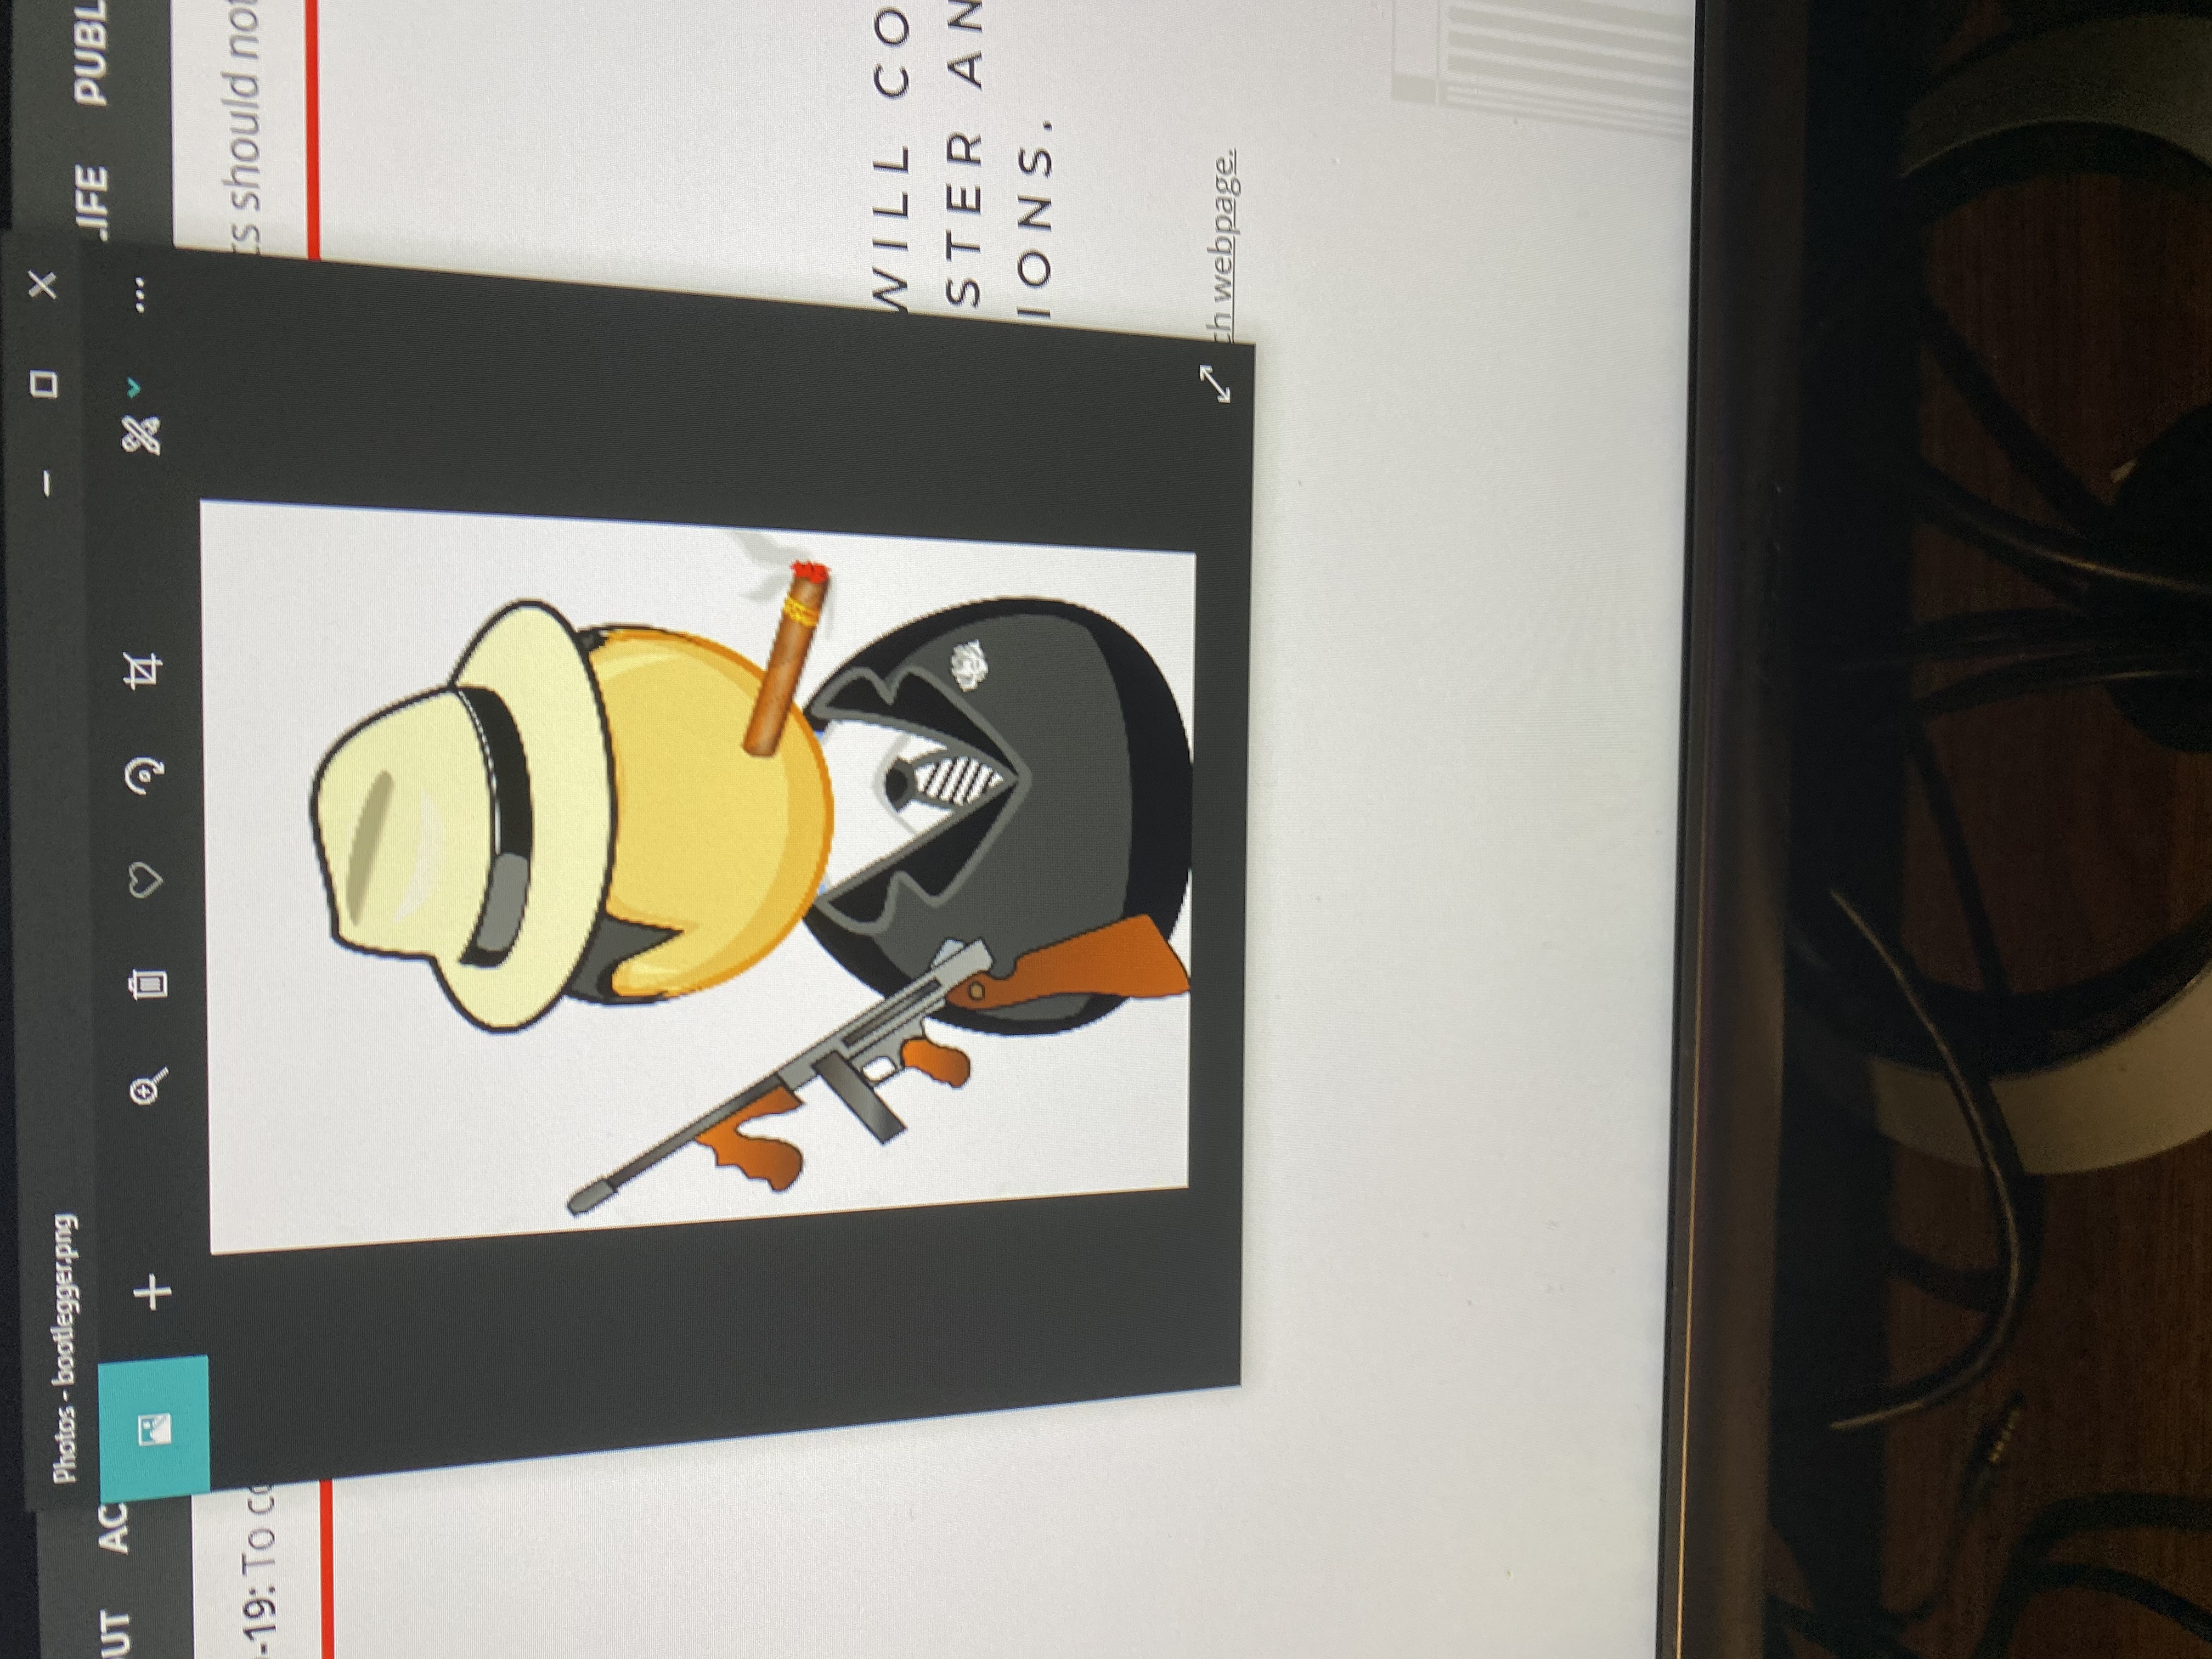 Photos - bootlegger.png
UT AC
LIFE PUBL
-19: To co
ts should not
WILL CO
STER AN
IONS.
ch webpage.